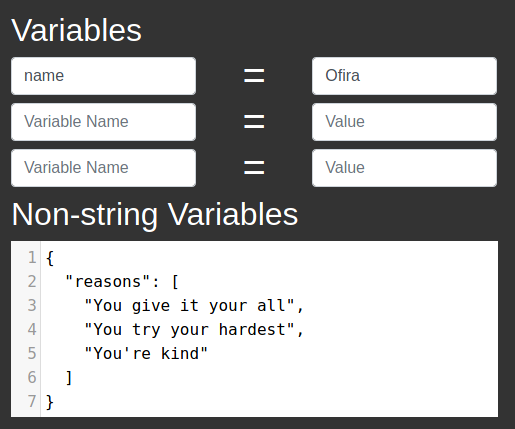 Variables
name = Ofira
Variable Name = Value
Variable Name = Value
Non-string Variables
1 {
2   "reasons": [
3     "You give it your all",
4     "You try your hardest",
5     "You're kind"
6   ]
7 }